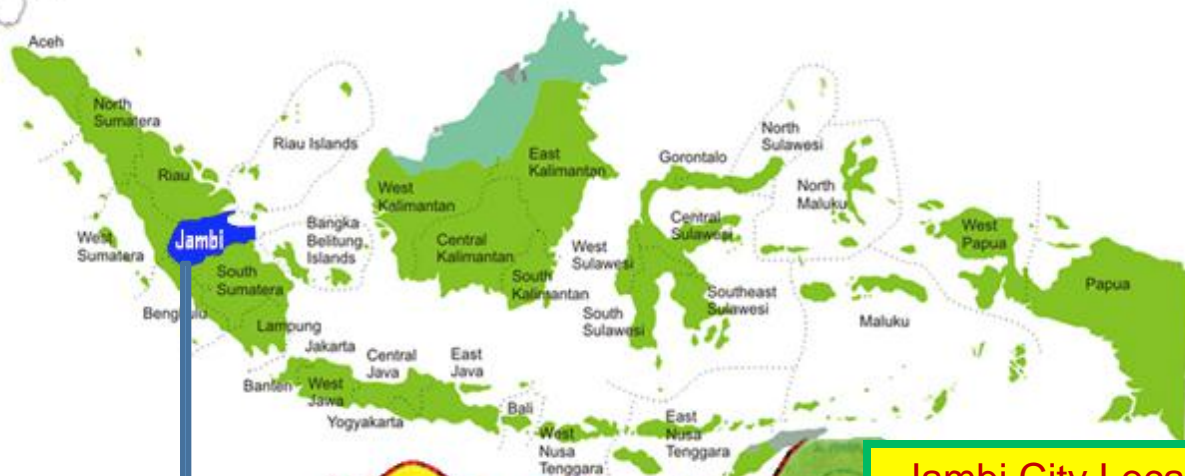 Aceh
North
Sumatera
Riau Islands
Riau
West
Sumatera
Jambi
Bangka
Belitung
Islands
South
Sumatera
Lampung
Jakarta
Banten
West
Jawa
Central
Java
East
Java
Yogyakarta
Bali
West
Nusa
Tenggara
East
Nusa
Tenggara
West
Kalimantan
Central
Kalimantan
East
Kalimantan
South
Kalimantan
Gorontalo
North
Sulawesi
Central
Sulawesi
West
Sulawesi
South
Sulawesi
Southeast
Sulawesi
North
Maluku
Maluku
West
Papua
Papua
Jambi City